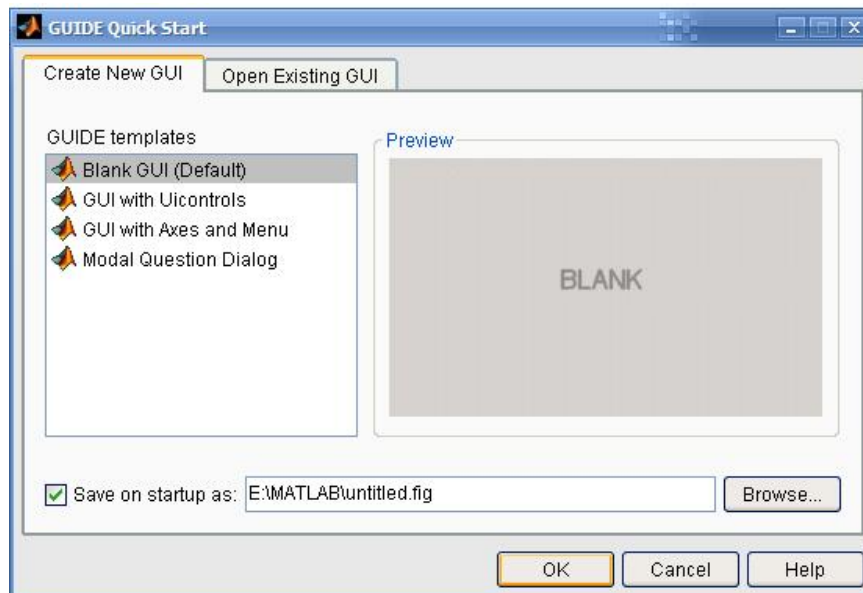 GUIDE Quick Start
Create New GUI
Open Existing GUI
GUIDE templates
Blank GUI (Default)
GUI with Uicontrols
GUI with Axes and Menu
Modal Question Dialog
Preview
BLANK
Save on startup as:
E:\MATLAB\untitled.fig
Browse...
OK
Cancel
Help